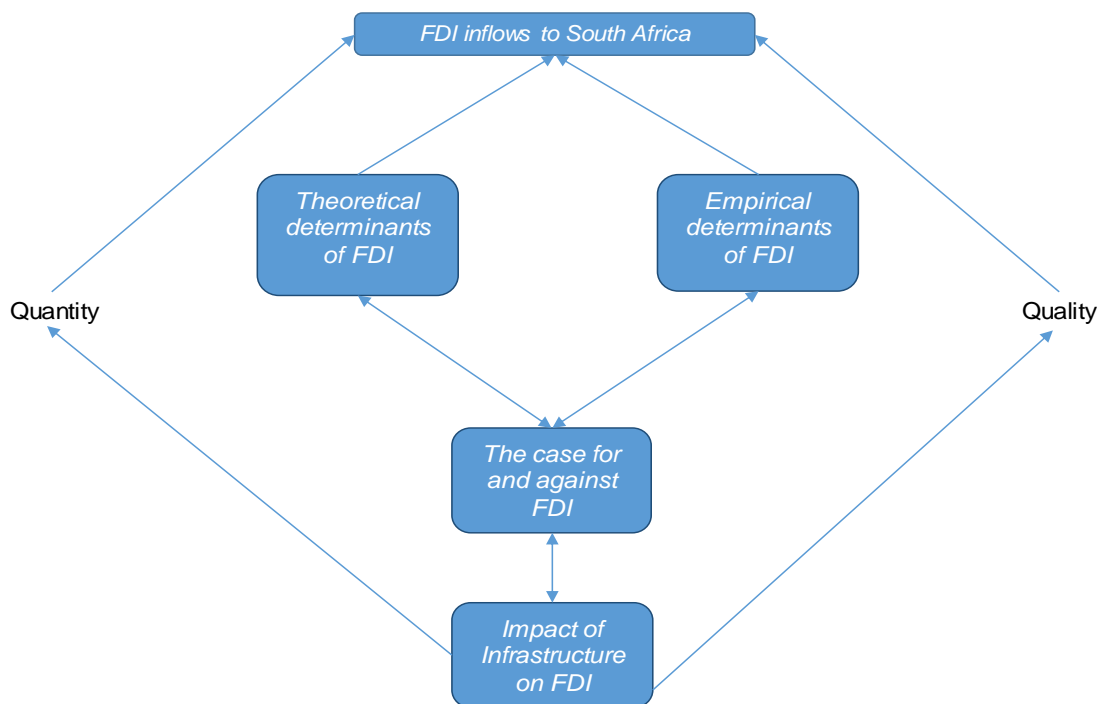 FDI inflows to South Africa
Theoretical
determinants
of FDI
Empirical
determinants
of FDI
Quantity
Quality
The case for
and against
FDI
Impact of
Infrastructure
on FDI